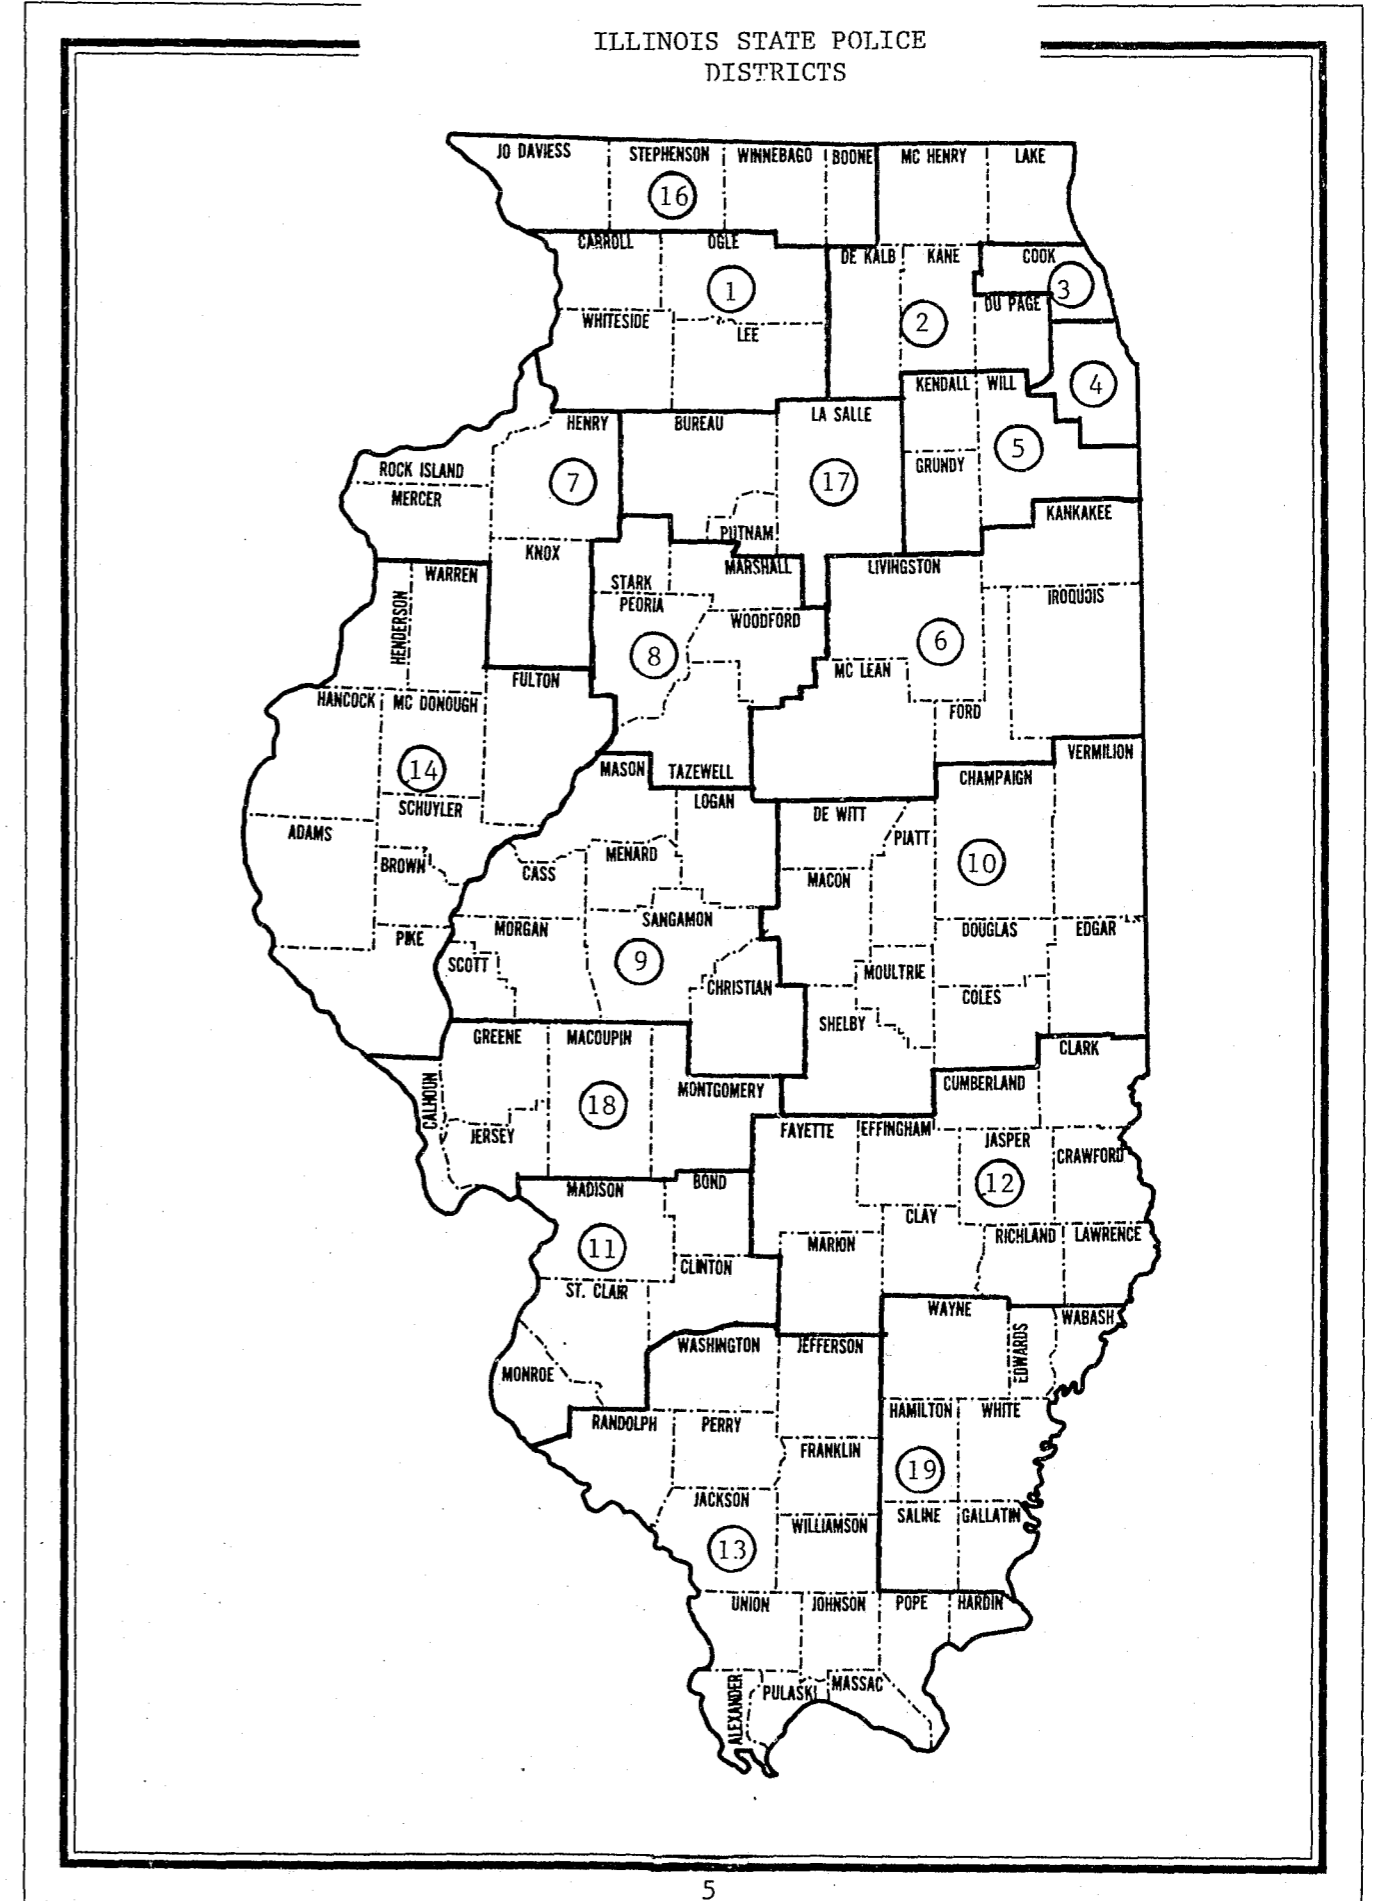 ILLINOIS STATE POLICE
DISTRICTS
JO DAVIESS
STEPHENSON
WINNEBAGO
BOONE
MC HENRY
LAKE
16
CARROLL
OGLE
DE KALB
KANE
COOK
1
3
DU PAGE
2
WHITESIDE
LEE
KENDALL
WILL
4
HENRY
BUREAU
LA SALLE
5
ROCK ISLAND
GRUNDY
7
17
MERCER
KANKAKEE
PUTNAM
KNOX
MARSHALL
LIVINGSTON
WARREN
STARK
IROQUOIS
PEORIA
HENDERSON
WOODFORD
6
8
MC LEAN
FULTON
HANCOCK
MC DONOUGH
FORD
VERMILION
14
MASON
TAZEWELL
CHAMPAIGN
LOGAN
SCHUYLER
DE WITT
ADAMS
PIATT
MENARD
10
BROWN
CASS
MACON
SANGAMON
MORGAN
DOUGLAS
EDGAR
PIKE
SCOTT
9
MOULTRIE
CHRISTIAN
COLES
SHELBY
GREENE
MACOUPIN
CLARK
CUMBERLAND
MONTGOMERY
CALHOUN
18
FAYETTE
EFFINGHAM
JERSEY
JASPER
CRAWFORD
BOND
12
MADISON
CLAY
RICHLAND
LAWRENCE
MARION
11
CLINTON
ST. CLAIR
WAYNE
WABASH
EDWARDS
WASHINGTON
JEFFERSON
MONROE
HAMILTON
WHITE
RANDOLPH
PERRY
FRANKLIN
19
JACKSON
SALINE
GALLATIN
WILLIAMSON
13
UNION
JOHNSON
POPE
HARDIN
ALEXANDER
PULASKI
MASSAC
5